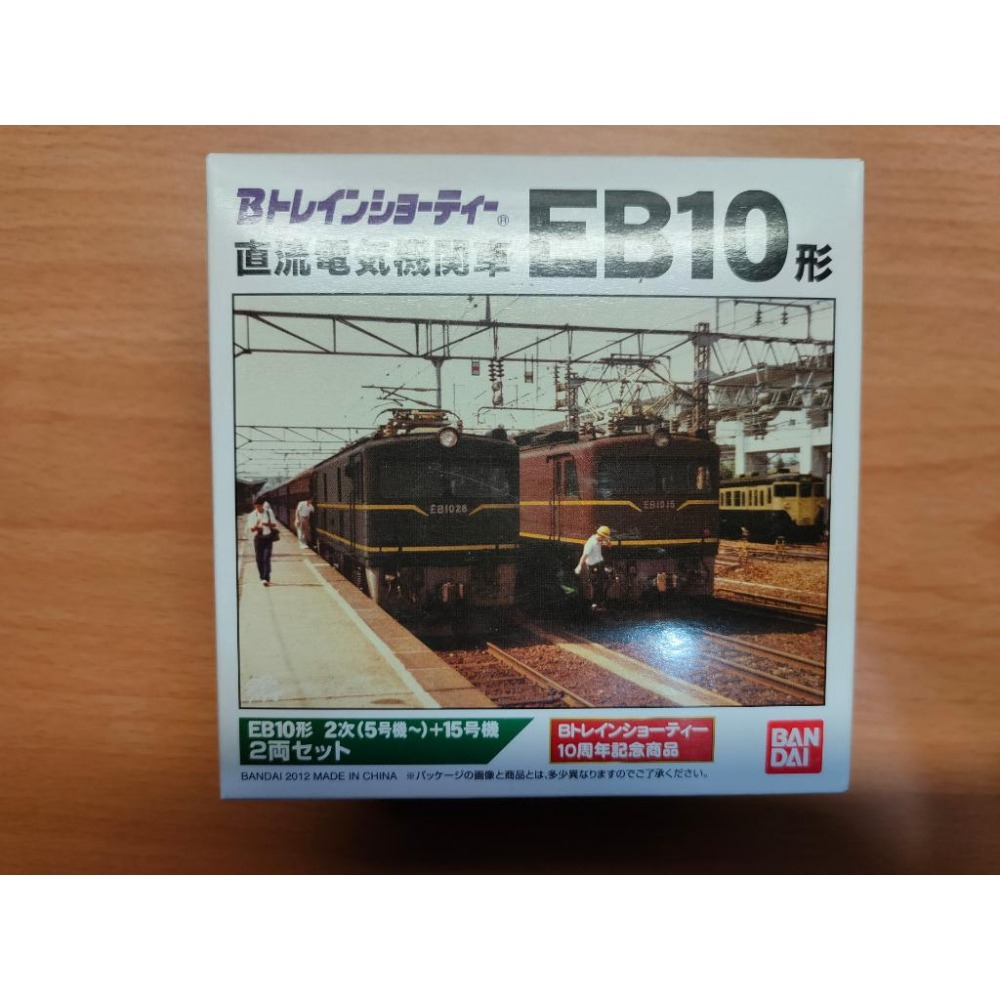 Bトレインショーティー®
直流電気機関車 EB10形
EB1028
EB1015
EB10形 2次(5号機~)+15号機
2両セット
Bトレインショーティー
10周年記念商品
BAN
DAI
BANDAI 2012 MADE IN CHINA ※パッケージの画像と商品とは、多少異なりますのでご了承ください。